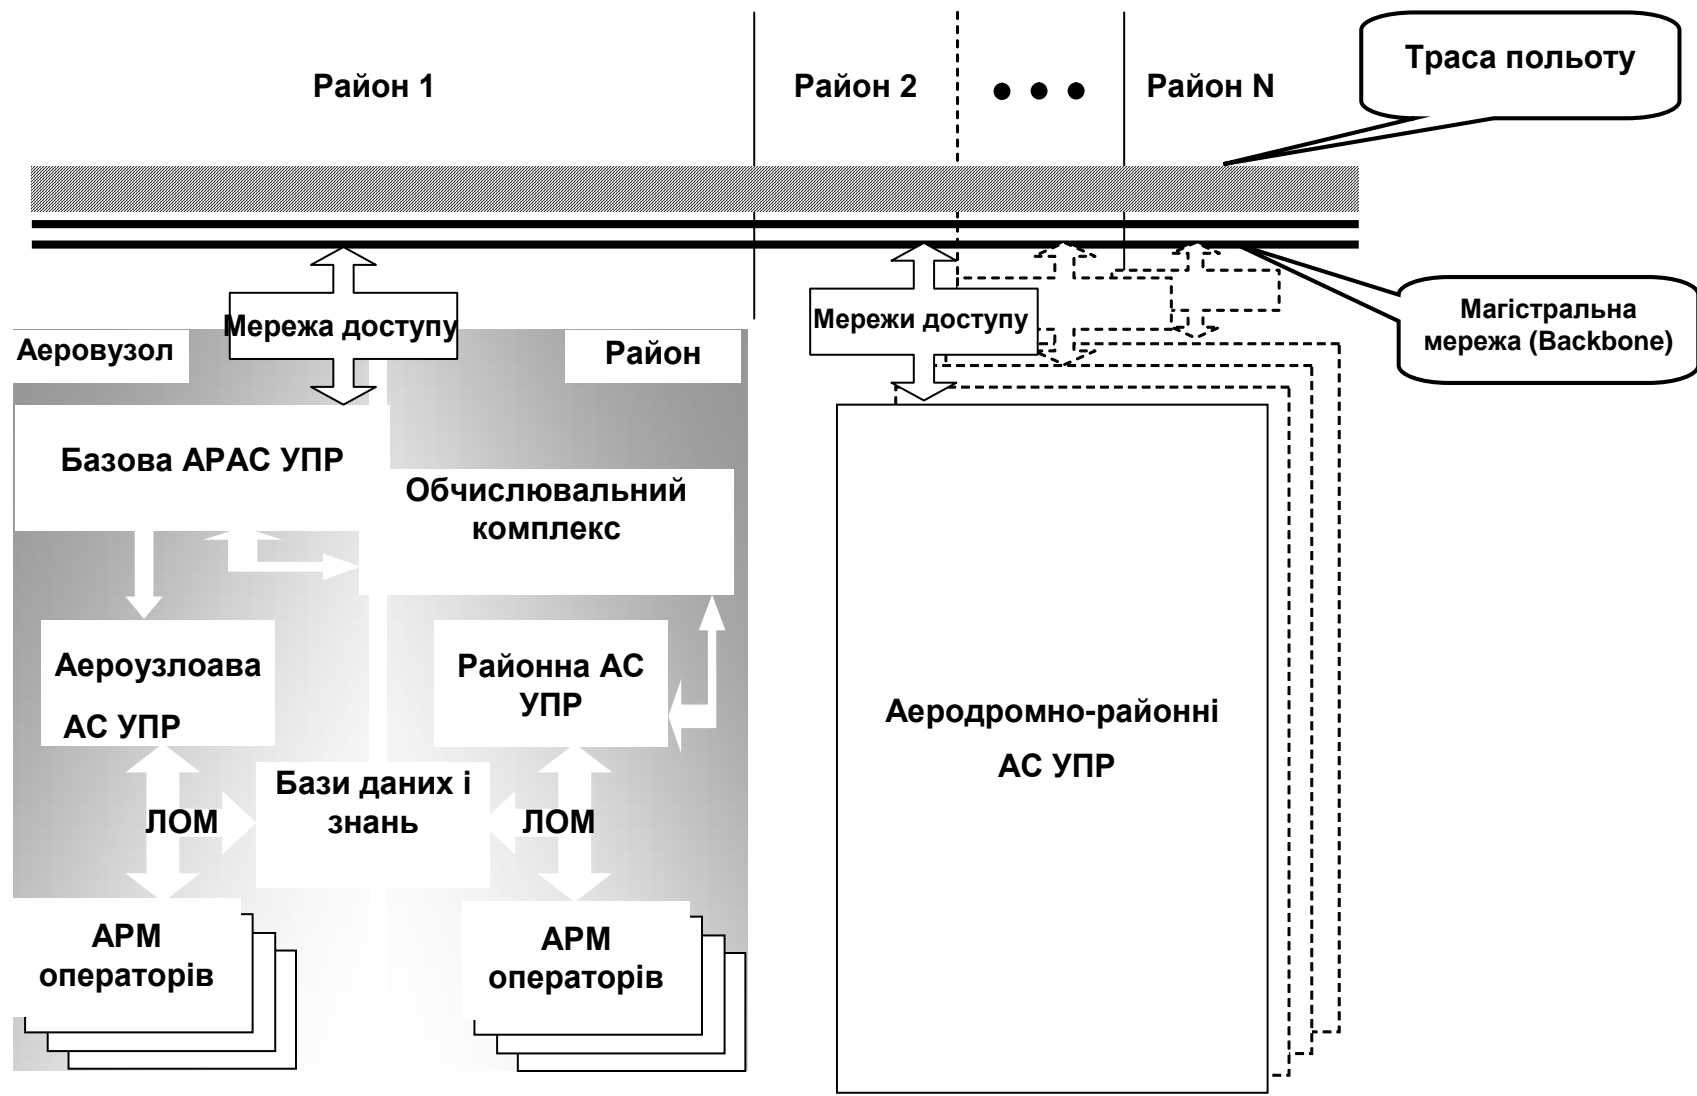 Район 1
Район 2
Район N
Траса польоту
Мережа доступу
Мережи доступу
Магістральна
мережа (Backbone)
Аеровузол
Район
Базова АРАС УПР
Обчислювальний
комплекс
Аероузлоава
АС УПР
Районна АС
УПР
Аеродромно-районні
АС УПР
Бази даних і
знань
ЛОМ
ЛОМ
АРМ
операторів
АРМ
операторів